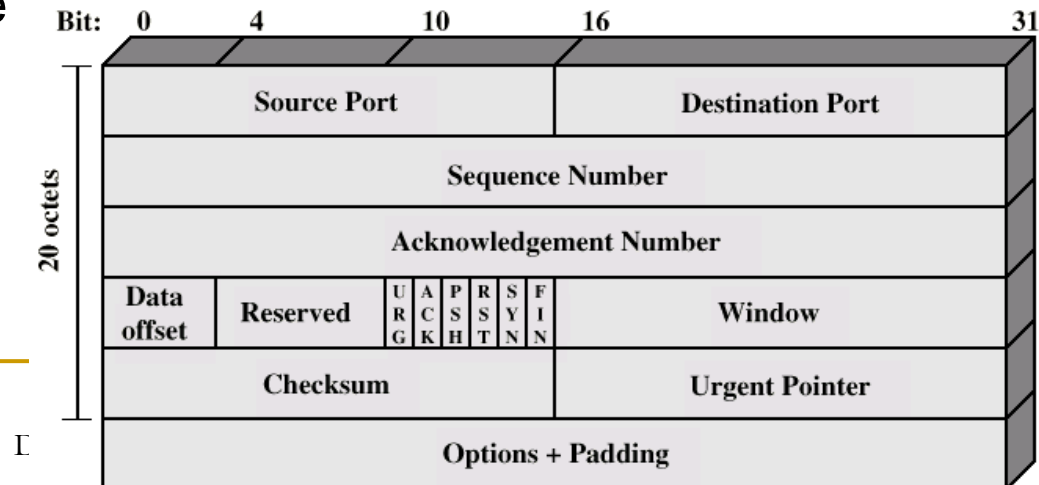 e
Bit: 0 4 10 16 31
Source Port Destination Port
Sequence Number
Acknowledgement Number
Data offset Reserved URG ACK PSH RST SYN FIN Window
Checksum Urgent Pointer
Options + Padding
20 octets